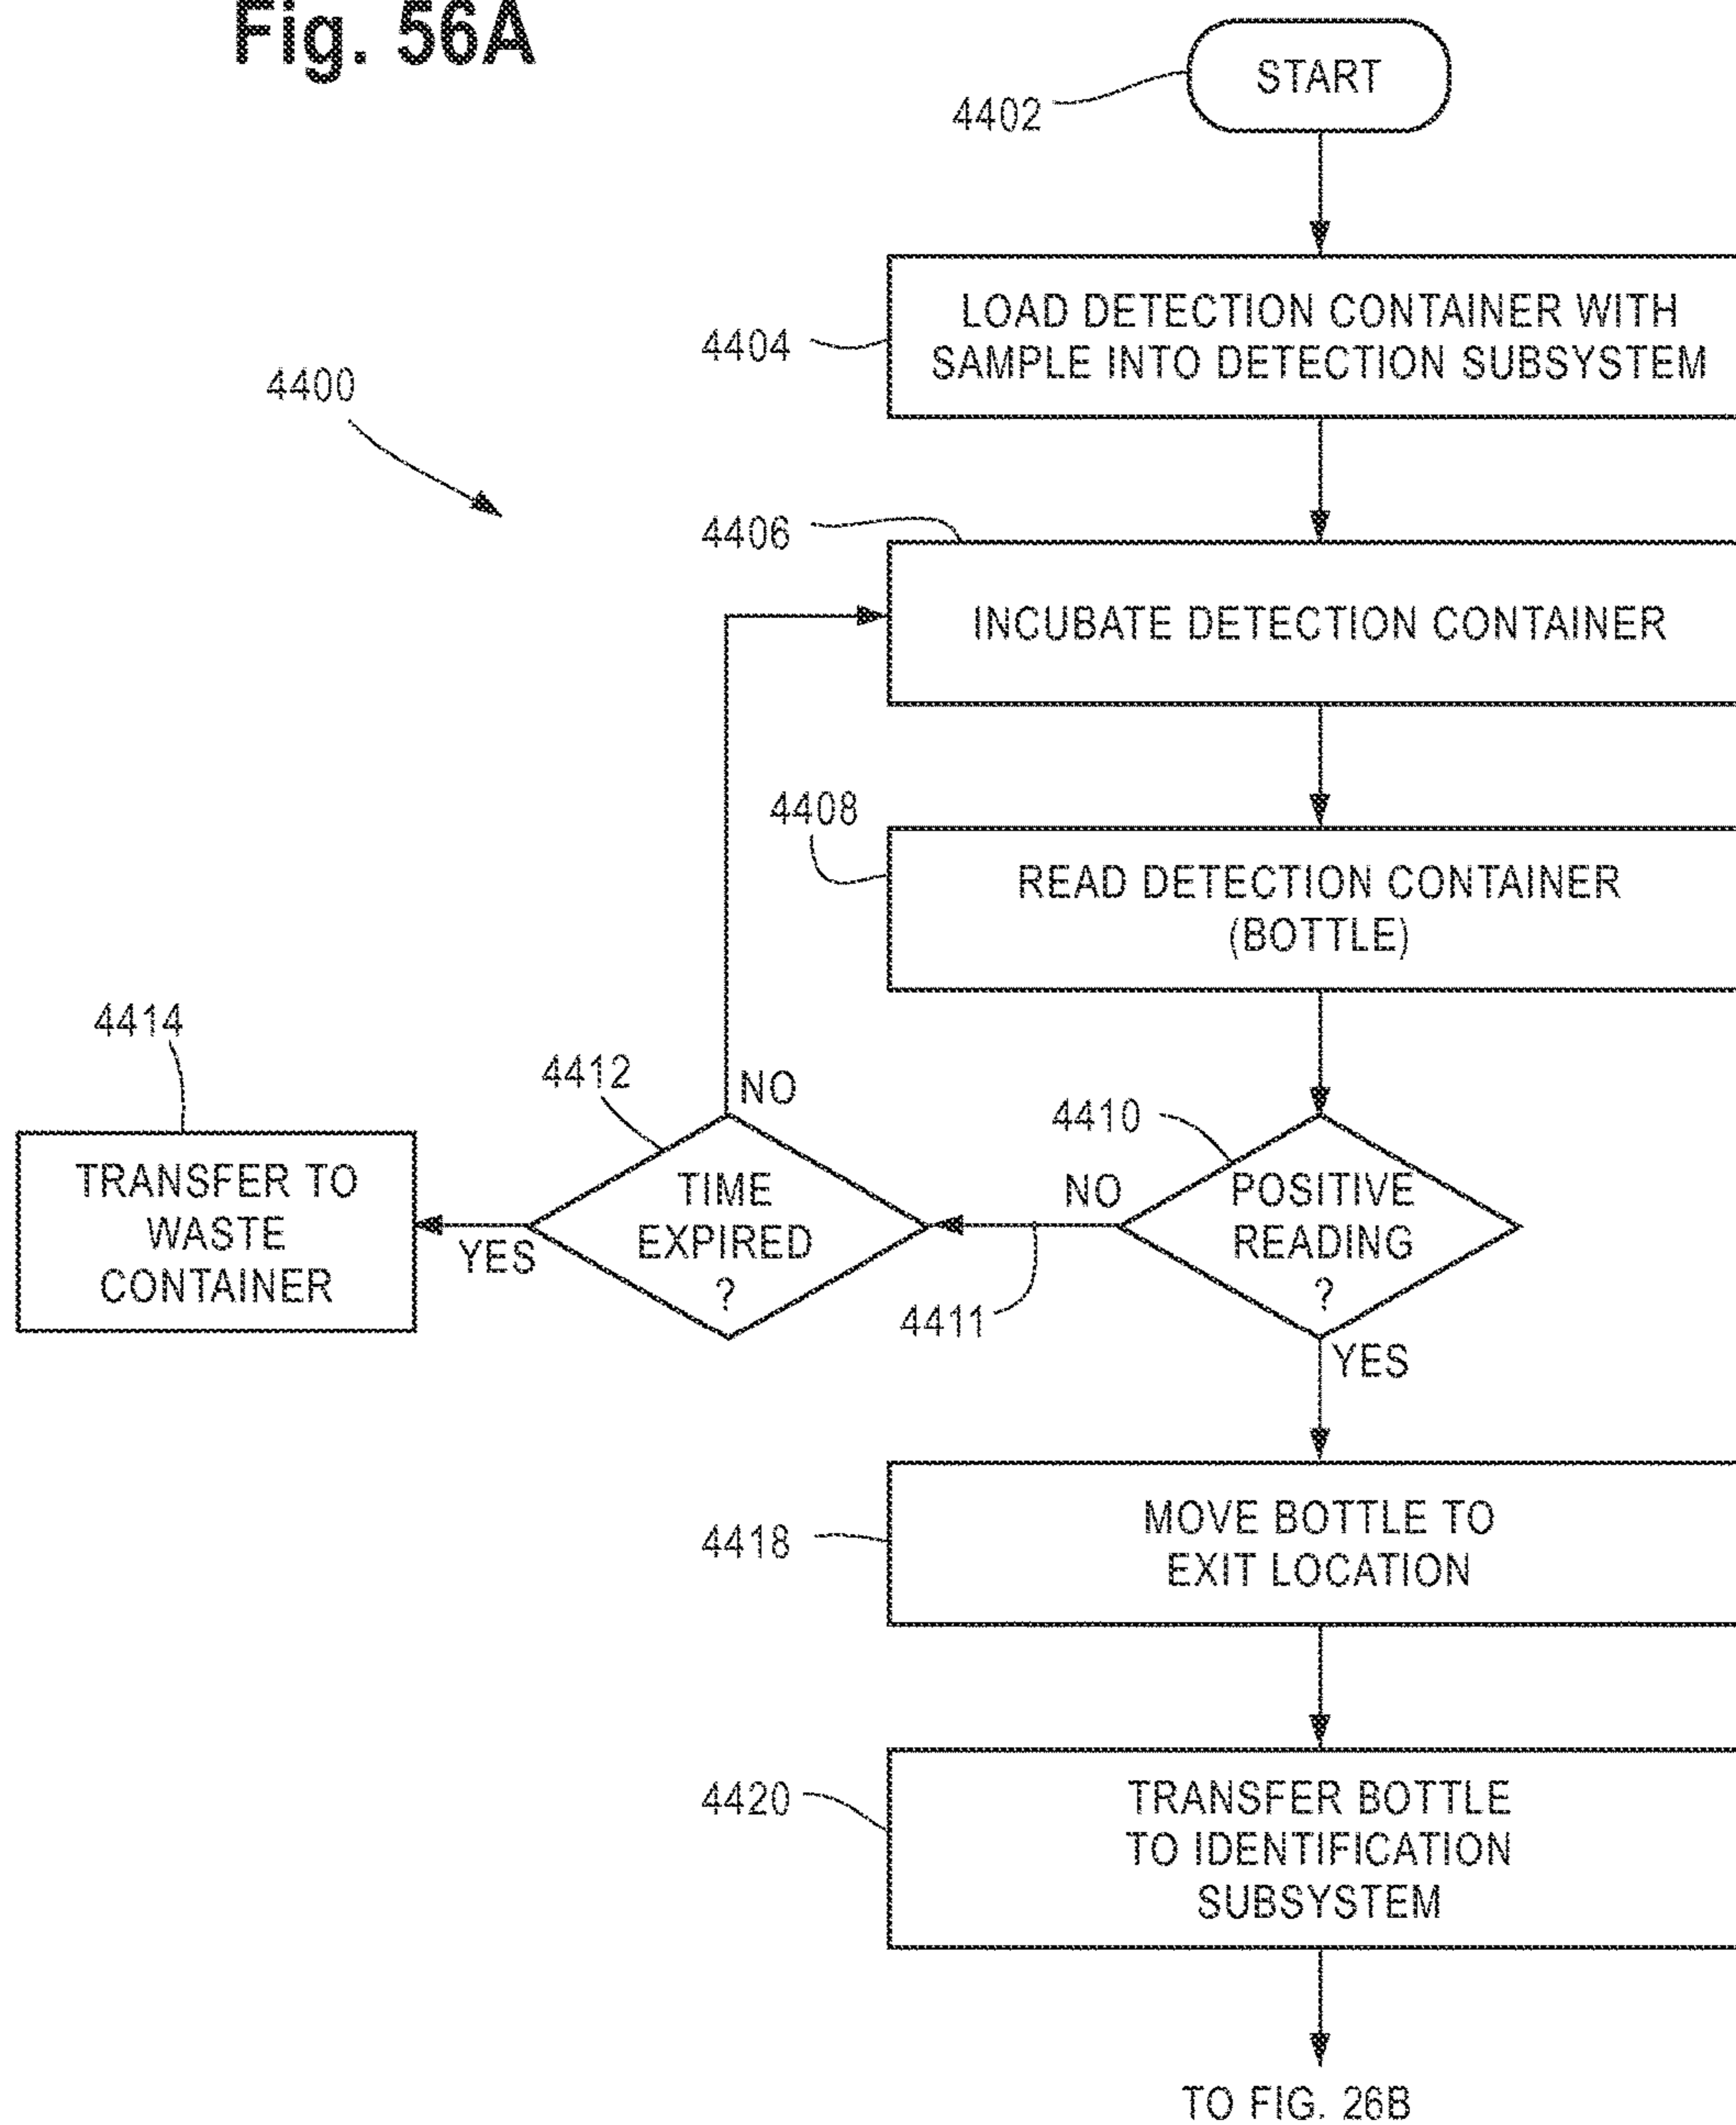 Fig. 56A
START
4402
LOAD DETECTION CONTAINER WITH
SAMPLE INTO DETECTION SUBSYSTEM
4404
4400
4406
INCUBATE DETECTION CONTAINER
4408
READ DETECTION CONTAINER
(BOTTLE)
4414
4412
NO
4410
TRANSFER TO
WASTE
CONTAINER
YES
TIME
EXPIRED
?
NO
4411
POSITIVE
READING
?
YES
MOVE BOTTLE TO
EXIT LOCATION
4418
TRANSFER BOTTLE
TO IDENTIFICATION
SUBSYSTEM
4420
TO FIG. 26B